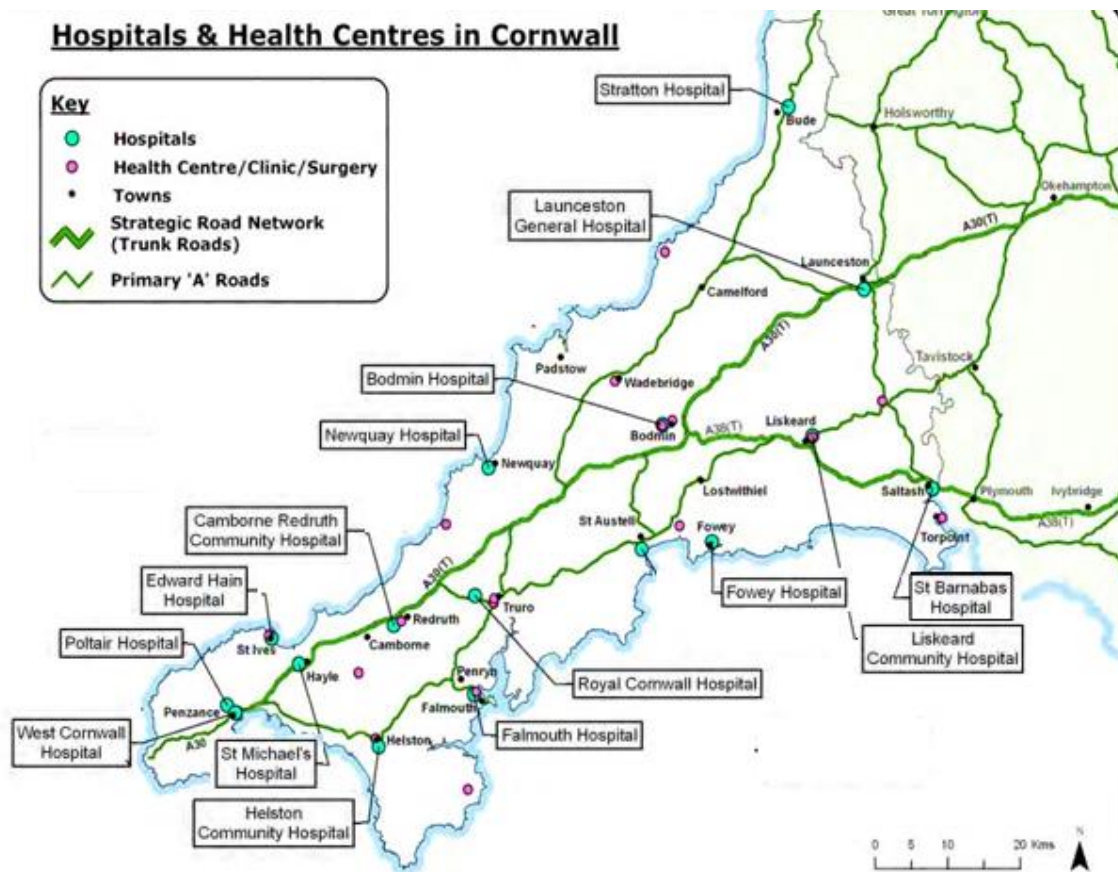 Great Torrington
Hospitals & Health Centres in Cornwall
Key
Hospitals
Health Centre/Clinic/Surgery
Towns
Strategic Road Network
(Trunk Roads)
Primary 'A' Roads
Stratton Hospital
Bude
Holsworthy
Okehampton
Launceston
General Hospital
A30(T)
Launceston
Camelford
A30(T)
Padstow
Tavistock
Bodmin Hospital
Wadebridge
Newquay Hospital
Bodmin
A38(T)
Liskeard
Newquay
Lostwithiel
Saltash
Plymouth
Ivybridge
A38(T)
Camborne Redruth
Community Hospital
St Austell
Fowey
Torpoint
A30(T)
Edward Hain
Hospital
Fowey Hospital
St Barnabas
Hospital
Truro
Redruth
Poltair Hospital
St Ives
Camborne
Liskeard
Community Hospital
Hayle
Penryn
Royal Cornwall Hospital
Penzance
Falmouth
West Cornwall
Hospital
A30
St Michael's
Hospital
Helston
Falmouth Hospital
Helston
Community Hospital
0 5 10 20 Kms
N